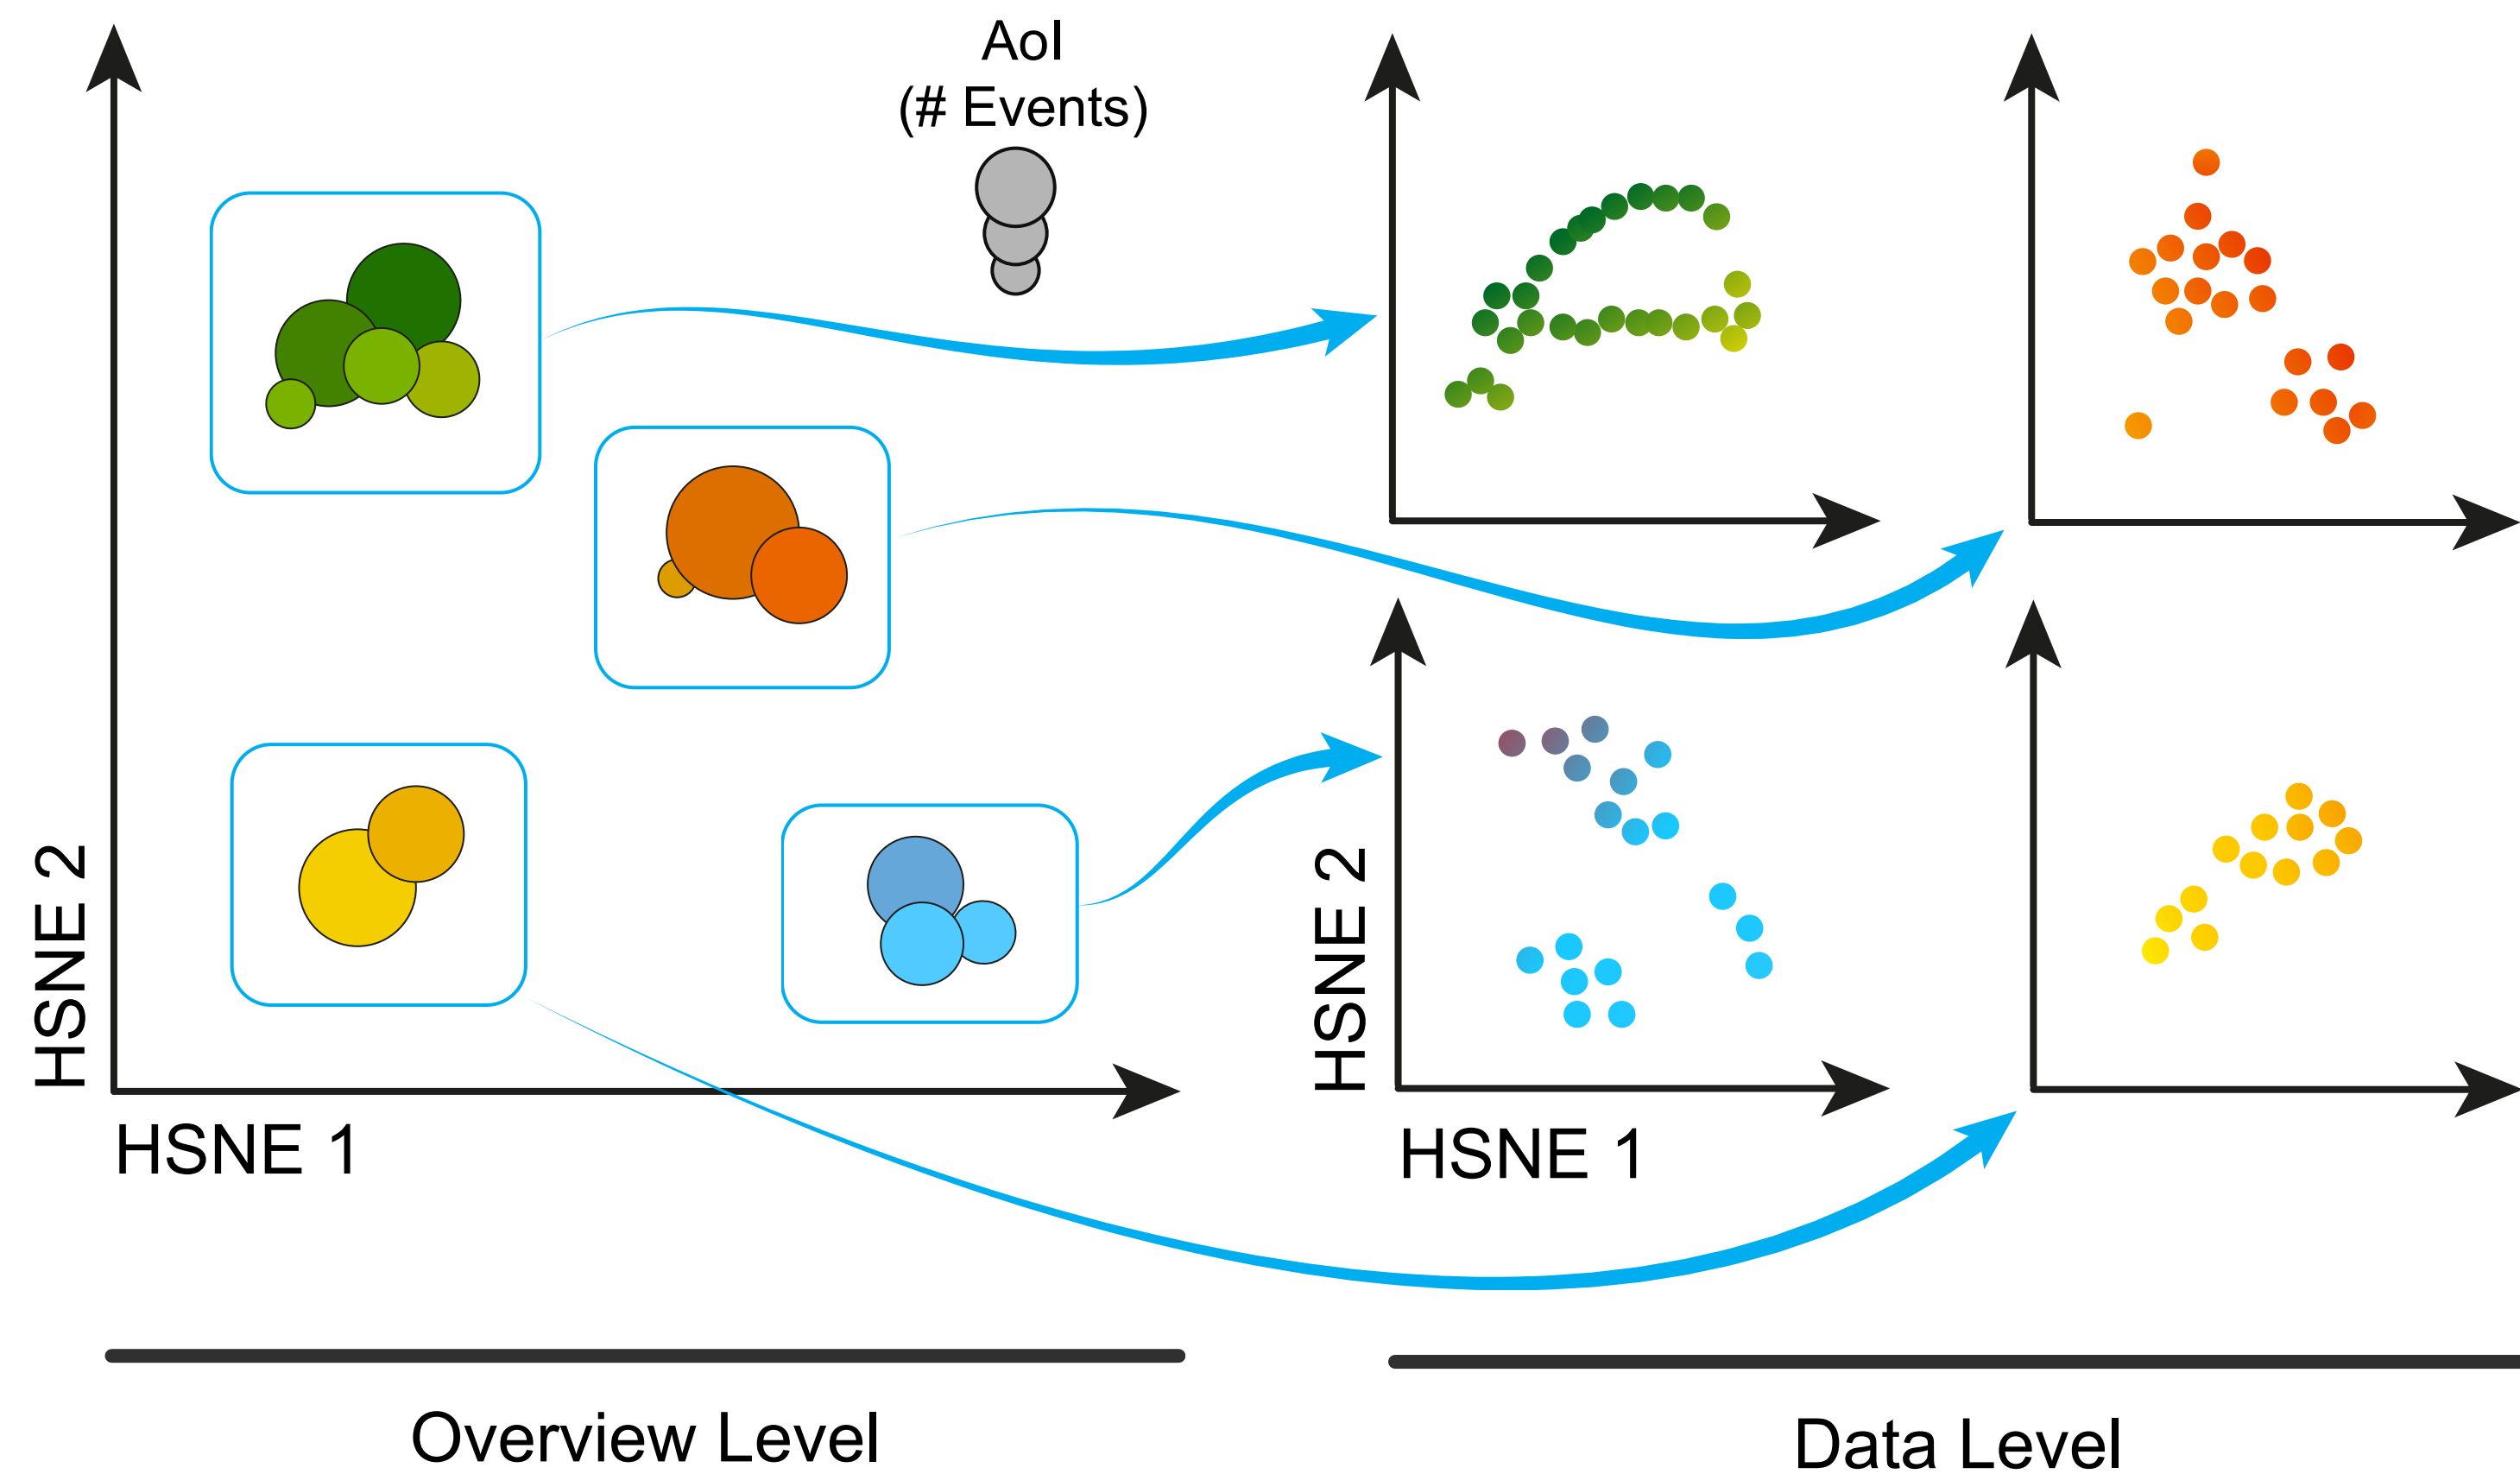 AoI
(# Events)
HSNE 2
HSNE 1
HSNE 2
HSNE 1
Overview Level
Data Level